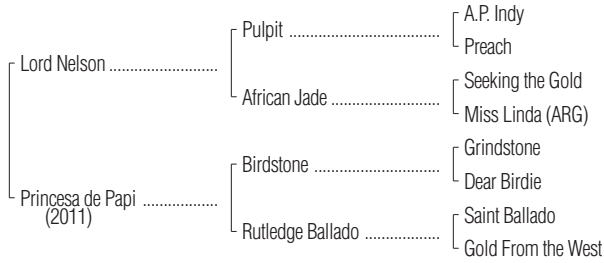 A.P. Indy
Pulpit
Preach
Lord Nelson
Seeking the Gold
African Jade
Miss Linda (ARG)
Grindstone
Birdstone
Dear Birdie
Princesa de Papi
(2011)
Saint Ballado
Rutledge Ballado
Gold From the West